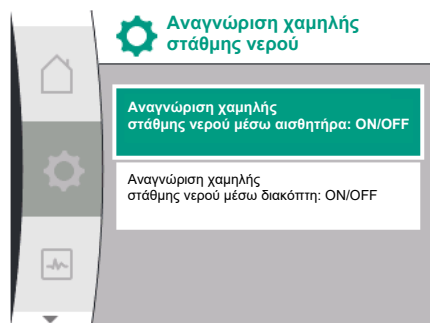 Αναγνώριση χαμηλής
στάθμης νερού
Αναγνώριση χαμηλής
στάθμης νερού μέσω αισθητήρα: ON/OFF
Αναγνώριση χαμηλής
στάθμης νερού μέσω διακόπτη: ON/OFF